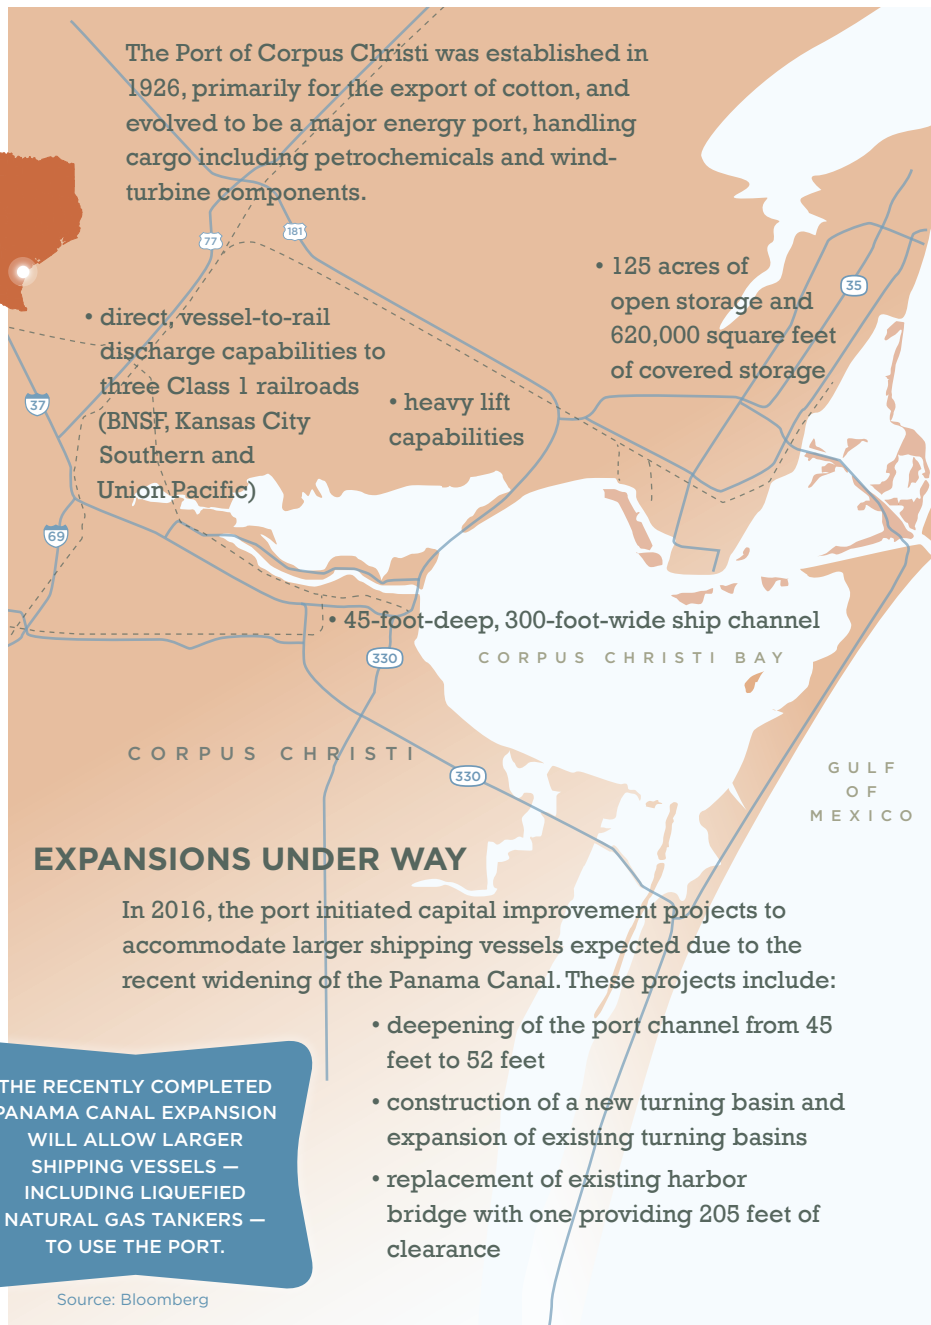 The Port of Corpus Christi was established in
1926, primarily for the export of cotton, and
evolved to be a major energy port, handling
cargo including petrochemicals and wind-
turbine components.
77
181
• 125 acres of
open storage and
620,000 square feet
of covered storage
35
• direct, vessel-to-rail
discharge capabilities to
three Class 1 railroads
(BNSF, Kansas City
Southern and
Union Pacific)
37
• heavy lift
capabilities
69
• 45-foot-deep, 300-foot-wide ship channel
330
CORPUS CHRISTI BAY
CORPUS CHRISTI
330
GULF
OF
MEXICO
EXPANSIONS UNDER WAY
In 2016, the port initiated capital improvement projects to
accommodate larger shipping vessels expected due to the
recent widening of the Panama Canal. These projects include:
• deepening of the port channel from 45
feet to 52 feet
• construction of a new turning basin and
expansion of existing turning basins
• replacement of existing harbor
bridge with one providing 205 feet of
clearance
THE RECENTLY COMPLETED
PANAMA CANAL EXPANSION
WILL ALLOW LARGER
SHIPPING VESSELS —
INCLUDING LIQUEFIED
NATURAL GAS TANKERS —
TO USE THE PORT.
Source: Bloomberg